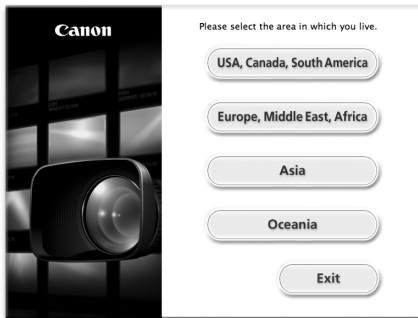 Canon
Please select the area in which you live.
USA, Canada, South America
Europe, Middle East, Africa
Asia
Oceania
Exit